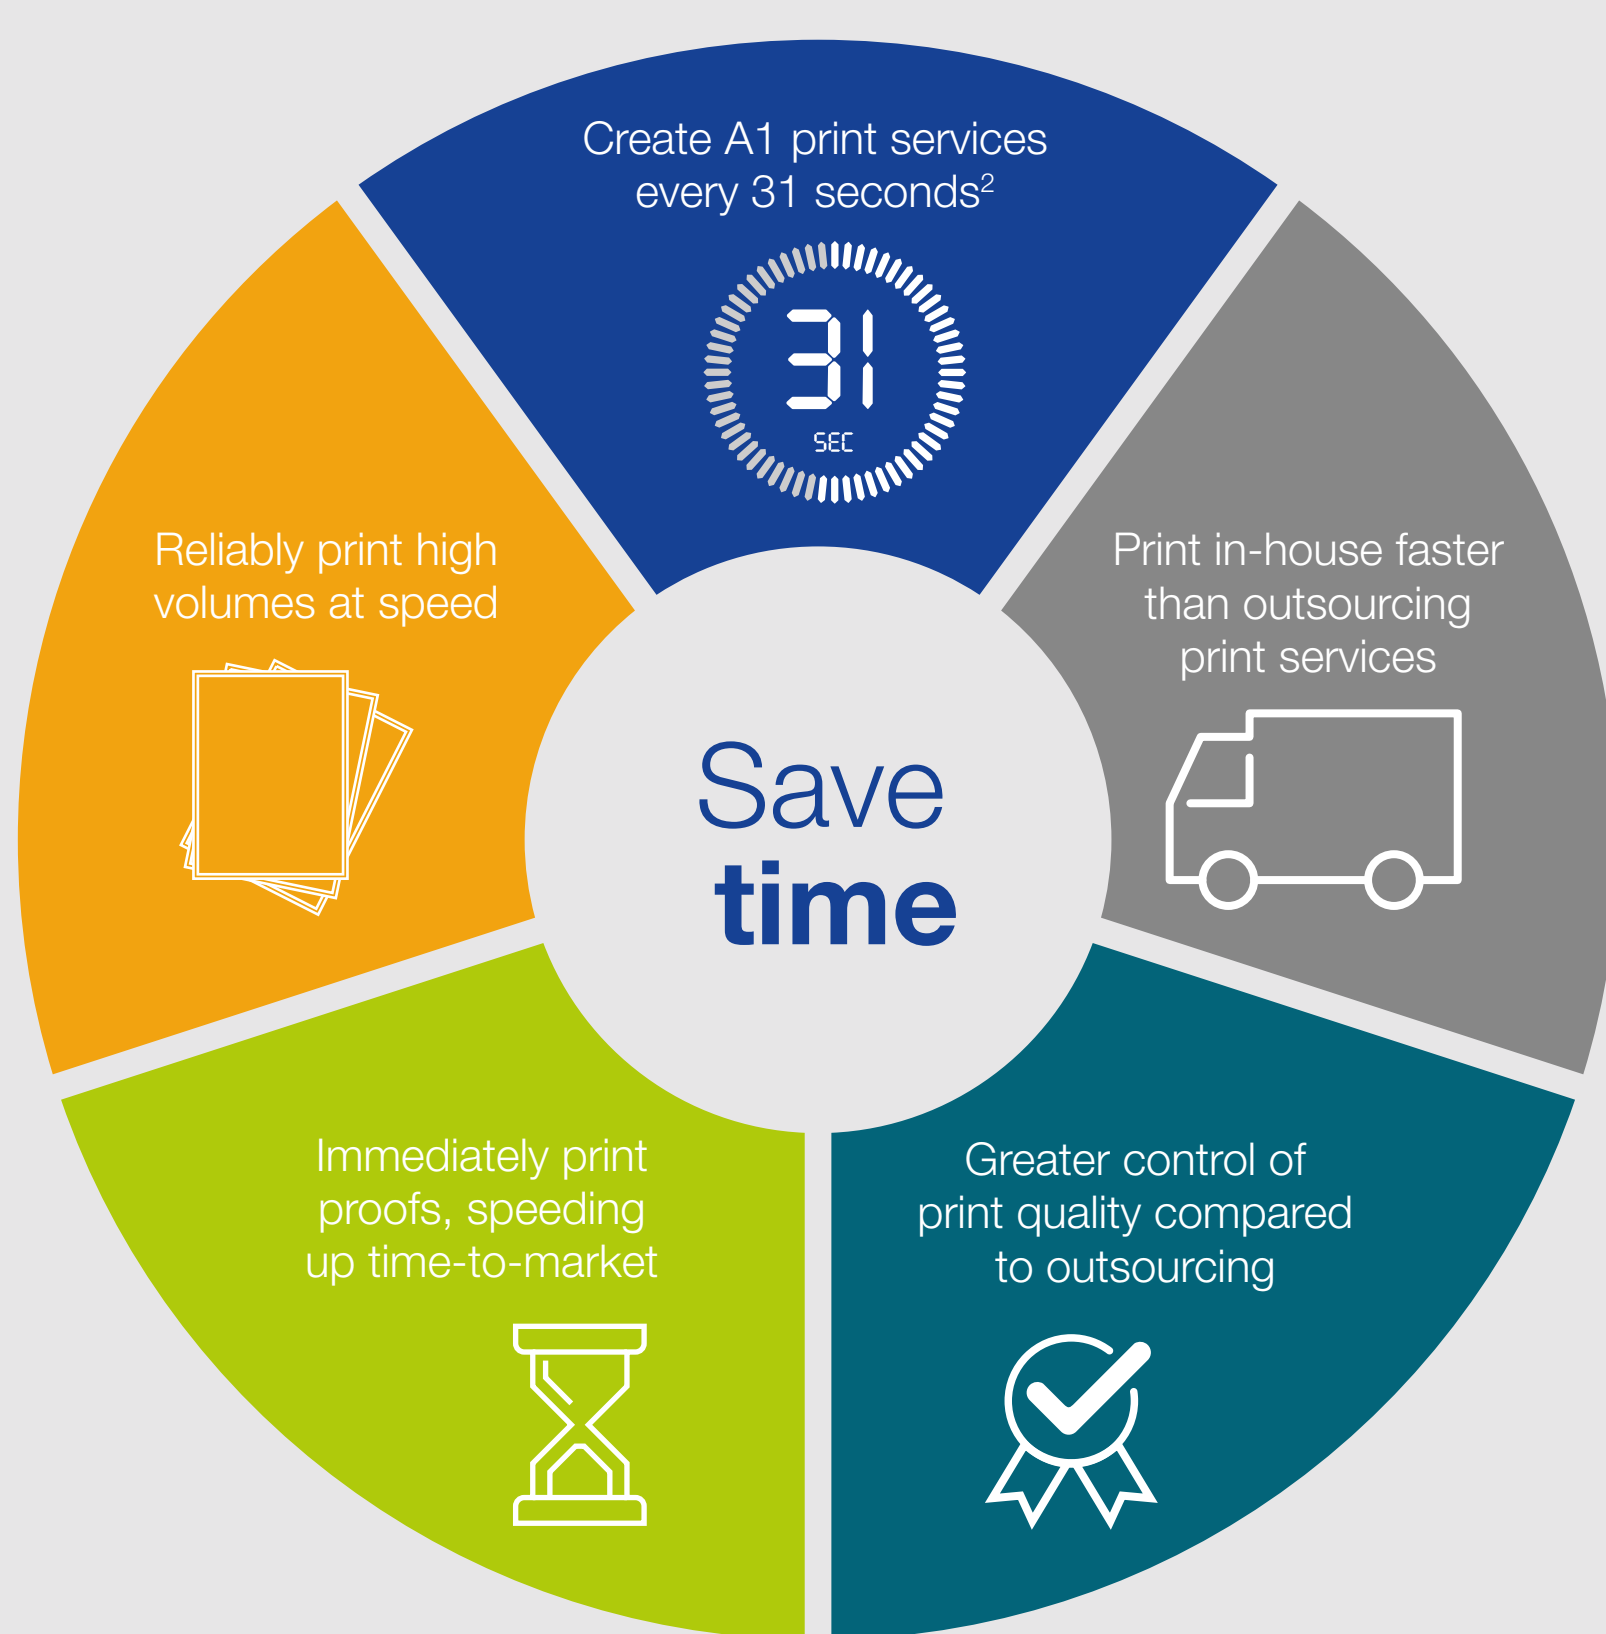 Create A1 print services
every 31 seconds²
31
SEC
Print in-house faster
than outsourcing
print services
Greater control of
print quality compared
to outsourcing
Immediately print
proofs, speeding
up time-to-market
Reliably print high
volumes at speed
Save
time